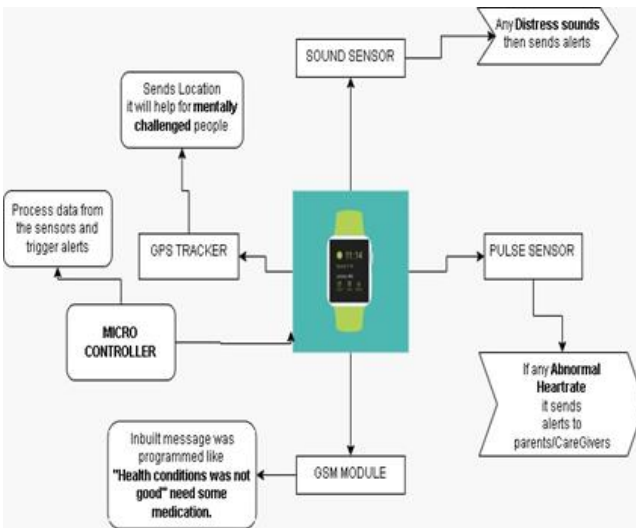 Any Distress sounds
then sends alerts
SOUND SENSOR
Sends Location
it will help for mentally
challenged people
Process data from
the sensors and
trigger alerts
GPS TRACKER
11:14
PULSE SENSOR
MICRO
CONTROLLER
If any Abnormal
Heartrate
it sends
alerts to
parents/CareGivers
Inbuilt message was
programmed like
"Health conditions was
not good" need some
medication.
GSM MODULE